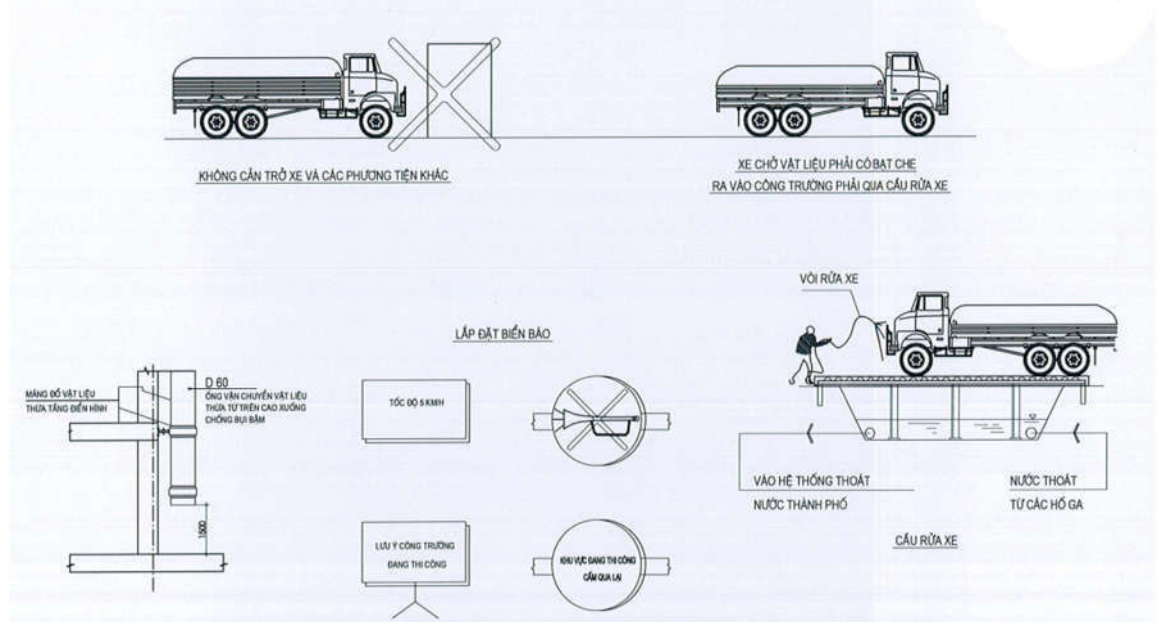 KHÔNG CẢN TRỞ XE VÀ CÁC PHƯƠNG TIỆN KHÁC
XE CHỞ VẬT LIỆU PHẢI CÓ BẠT CHE
RA VÀO CÔNG TRƯỜNG PHẢI QUA CẦU RỬA XE
VÒI RỬA XE
LẮP ĐẶT BIỂN BÁO
MÁNG ĐỔ VẬT LIỆU
THỪA TẦNG ĐIỂN HÌNH
D 60
ỐNG VẬN CHUYỂN VẬT LIỆU
THỪA TỪ TRÊN CAO XUỐNG
CHỐNG BỤI BẶM
TỐC ĐỘ 5 KM/H
1500
VÀO HỆ THỐNG THOÁT
NƯỚC THÀNH PHỐ
NƯỚC THOÁT
TỪ CÁC HỐ GA
CẦU RỬA XE
LƯU Ý CÔNG TRƯỜNG
ĐANG THI CÔNG
KHU VỰC ĐANG THI CÔNG
CẤM QUA LẠI